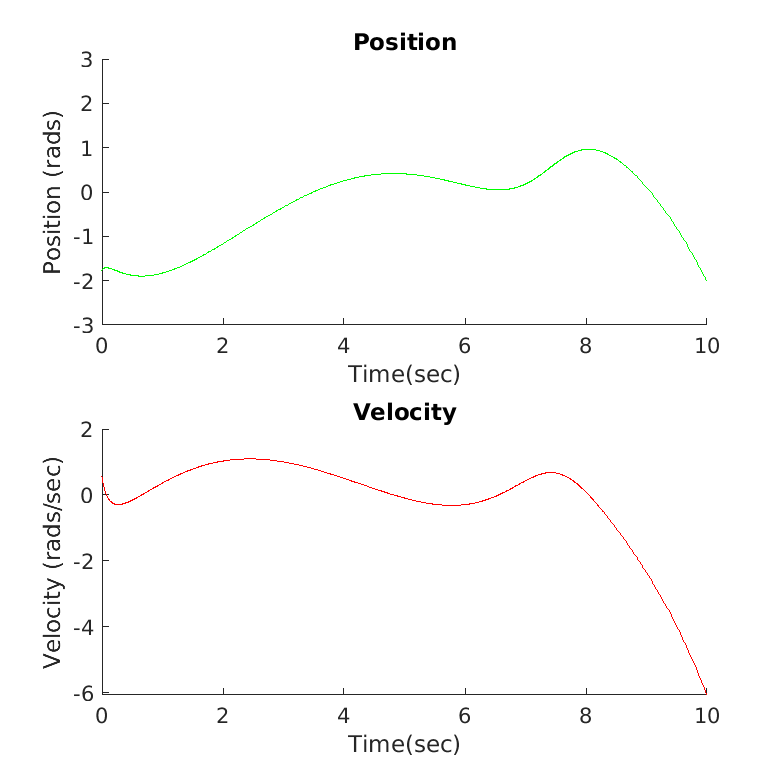 Position
Position (rads)
3
2
1
0
-1
-2
-3
0 2 4 6 8 10
Time(sec)
Velocity
Velocity (rads/sec)
2
0
-2
-4
-6
0 2 4 6 8 10
Time(sec)